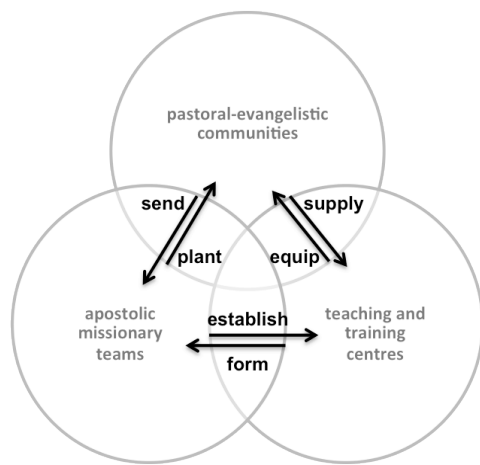 pastoral-evangelistic
communities
send
supply
plant
equip
apostolic
missionary
teams
establish
form
teaching and
training
centres